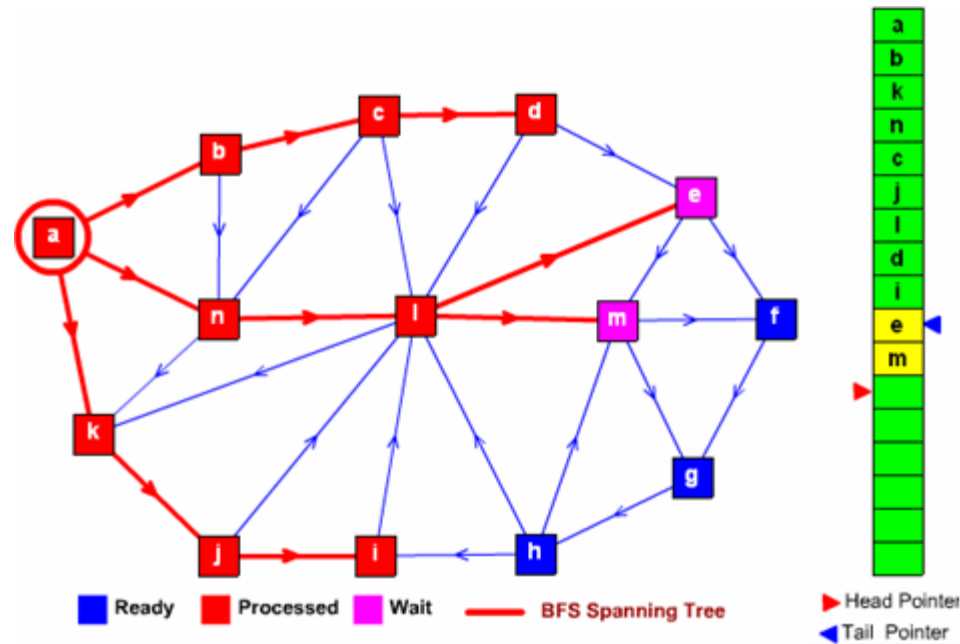 a
b
k
n
c
j
l
d
i
e
m
c
d
b
e
a
n
l
m
f
k
g
j
i
h
Ready
Processed
Wait
BFS Spanning Tree
Head Pointer
Tail Pointer